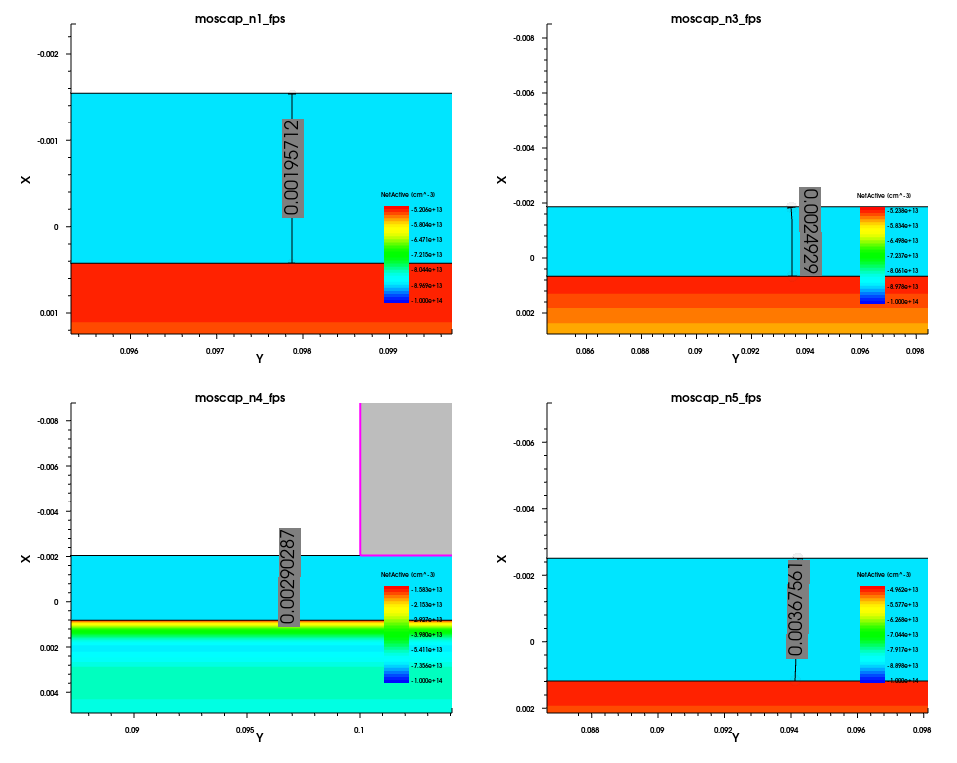 moscap_n1_fps
-0.002
-0.001
0
0.001
X
0.00195712
NetActive (cm^-3)
-5.206e+13
-5.804e+13
-6.471e+13
-7.215e+13
-8.044e+13
-8.969e+13
-1.000e+14
0.096
0.097
0.098
0.099
Y
moscap_n3_fps
-0.008
-0.006
-0.004
-0.002
0
0.002
X
0.0024929
NetActive (cm^-3)
-5.238e+13
-5.834e+13
-6.498e+13
-7.237e+13
-8.061e+13
-8.978e+13
-1.000e+14
0.086
0.088
0.09
0.092
0.094
0.096
0.098
Y
moscap_n4_fps
-0.008
-0.006
-0.004
-0.002
0
0.002
0.004
X
0.00290287
NetActive (cm^-3)
-1.583e+13
-2.153e+13
-2.927e+13
-3.980e+13
-5.411e+13
-7.356e+13
-1.000e+14
0.09
0.095
0.1
Y
moscap_n5_fps
-0.006
-0.004
-0.002
0
0.002
X
0.00367561
NetActive (cm^-3)
-4.962e+13
-5.577e+13
-6.268e+13
-7.044e+13
-7.917e+13
-8.898e+13
-1.000e+14
0.088
0.09
0.092
0.094
0.096
0.098
Y